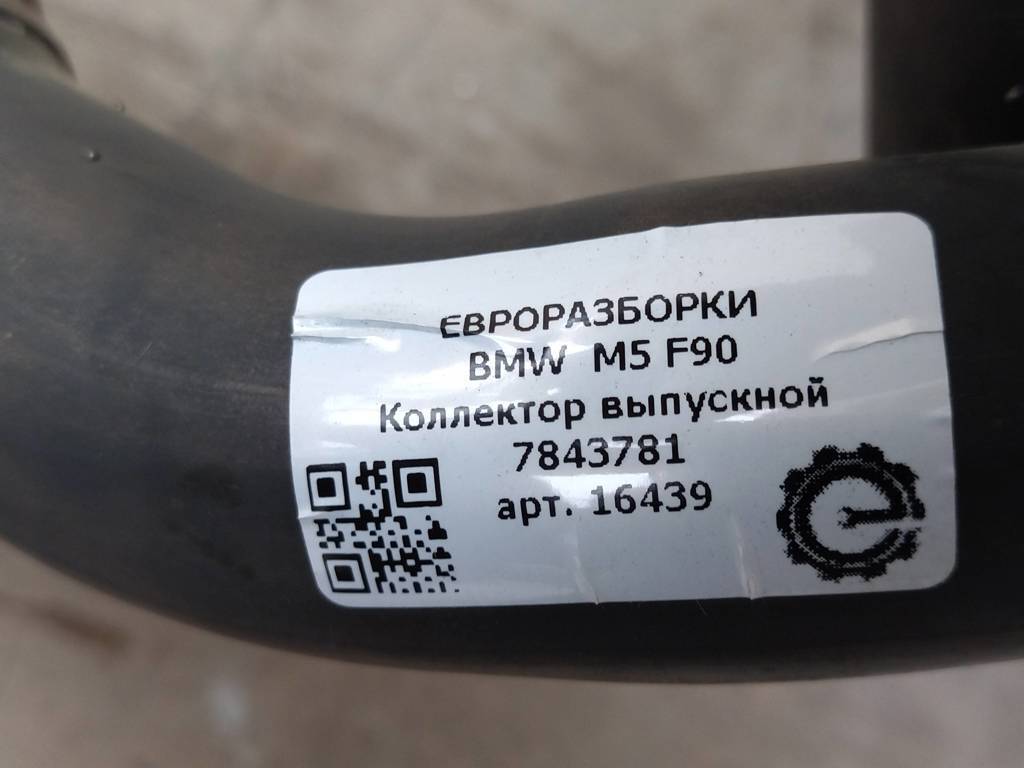 ЕВРОРАЗБОРКИ
BMW M5 F90
Коллектор выпускной
7843781
арт. 16439